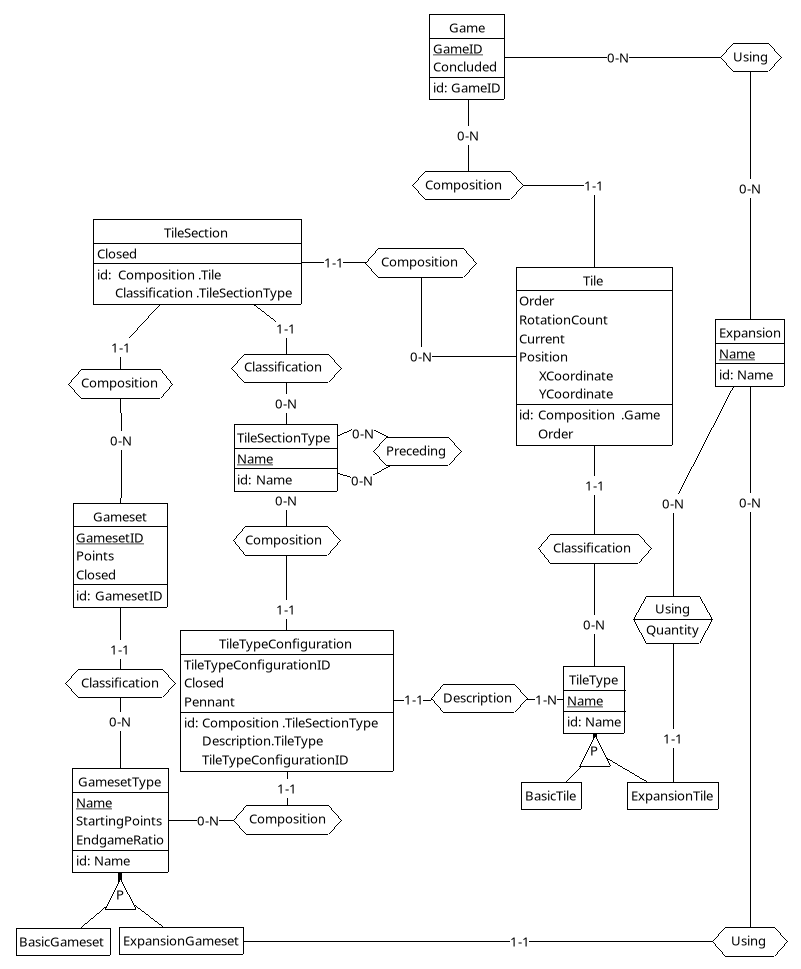 Game
GameID
Concluded
id: GameID
0-N
Using
0-N
Composition
1-1
0-N
TileSection
Closed
id: Composition .Tile
Classification .TileSectionType
1-1
Composition
0-N
Tile
Order
RotationCount
Current
Position
XCoordinate
YCoordinate
id: Composition .Game
Order
Expansion
Name
id: Name
1-1
Composition
0-N
1-1
Classification
0-N
TileSectionType
Name
id: Name
0-N
Preceding
0-N
0-N
Composition
1-1
1-1
Classification
0-N
0-N
Using
Quantity
1-1
0-N
Gameset
GamesetID
Points
Closed
id: GamesetID
1-1
Classification
0-N
TileTypeConfiguration
TileTypeConfigurationID
Closed
Pennant
id: Composition .TileSectionType
Description.TileType
TileTypeConfigurationID
1-1
Description
1-N
TileType
Name
id: Name
P
BasicTile
ExpansionTile
GamesetType
Name
StartingPoints
EndgameRatio
id: Name
0-N
Composition
1-1
P
BasicGameset
ExpansionGameset
1-1
Using